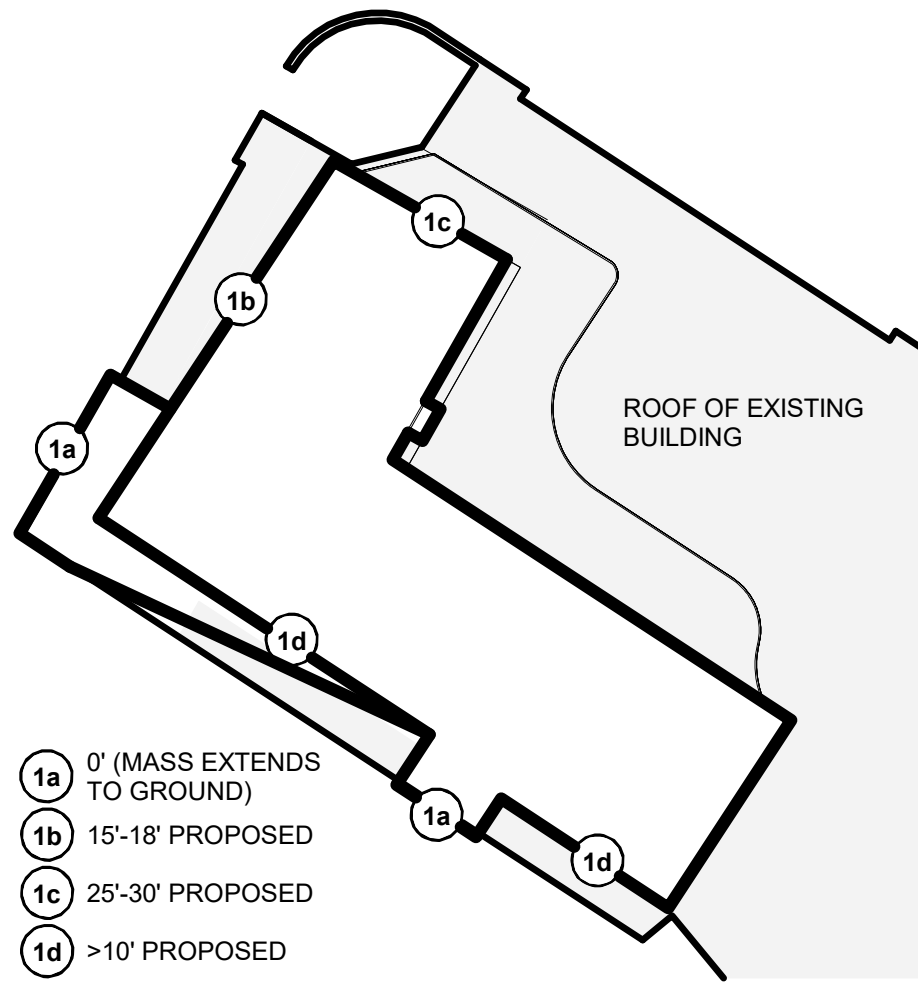 1c
1b
ROOF OF EXISTING
BUILDING
1a
1d
1a
1d
1a 0' (MASS EXTENDS
TO GROUND)
1b 15'-18' PROPOSED
1c 25'-30' PROPOSED
1d >10' PROPOSED